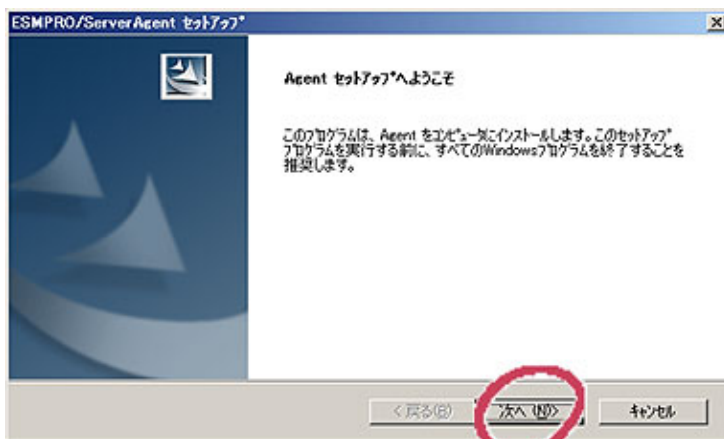 ESMPRO/ServerAgent ｾｯﾄｱｯﾌﾟ
Agent ｾｯﾄｱｯﾌﾟへようこそ
このﾌﾟﾛｸﾞﾗﾑは、Agent をｺﾝﾋﾟｭｰﾀにｲﾝｽﾄｰﾙします。このｾｯﾄｱｯﾌﾟ
ﾌﾟﾛｸﾞﾗﾑを実行する前に、すべてのWindowsﾌﾟﾛｸﾞﾗﾑを終了することを
推奨します。
< 戻る(B)
次へ (N)>
ｷｬﾝｾﾙ